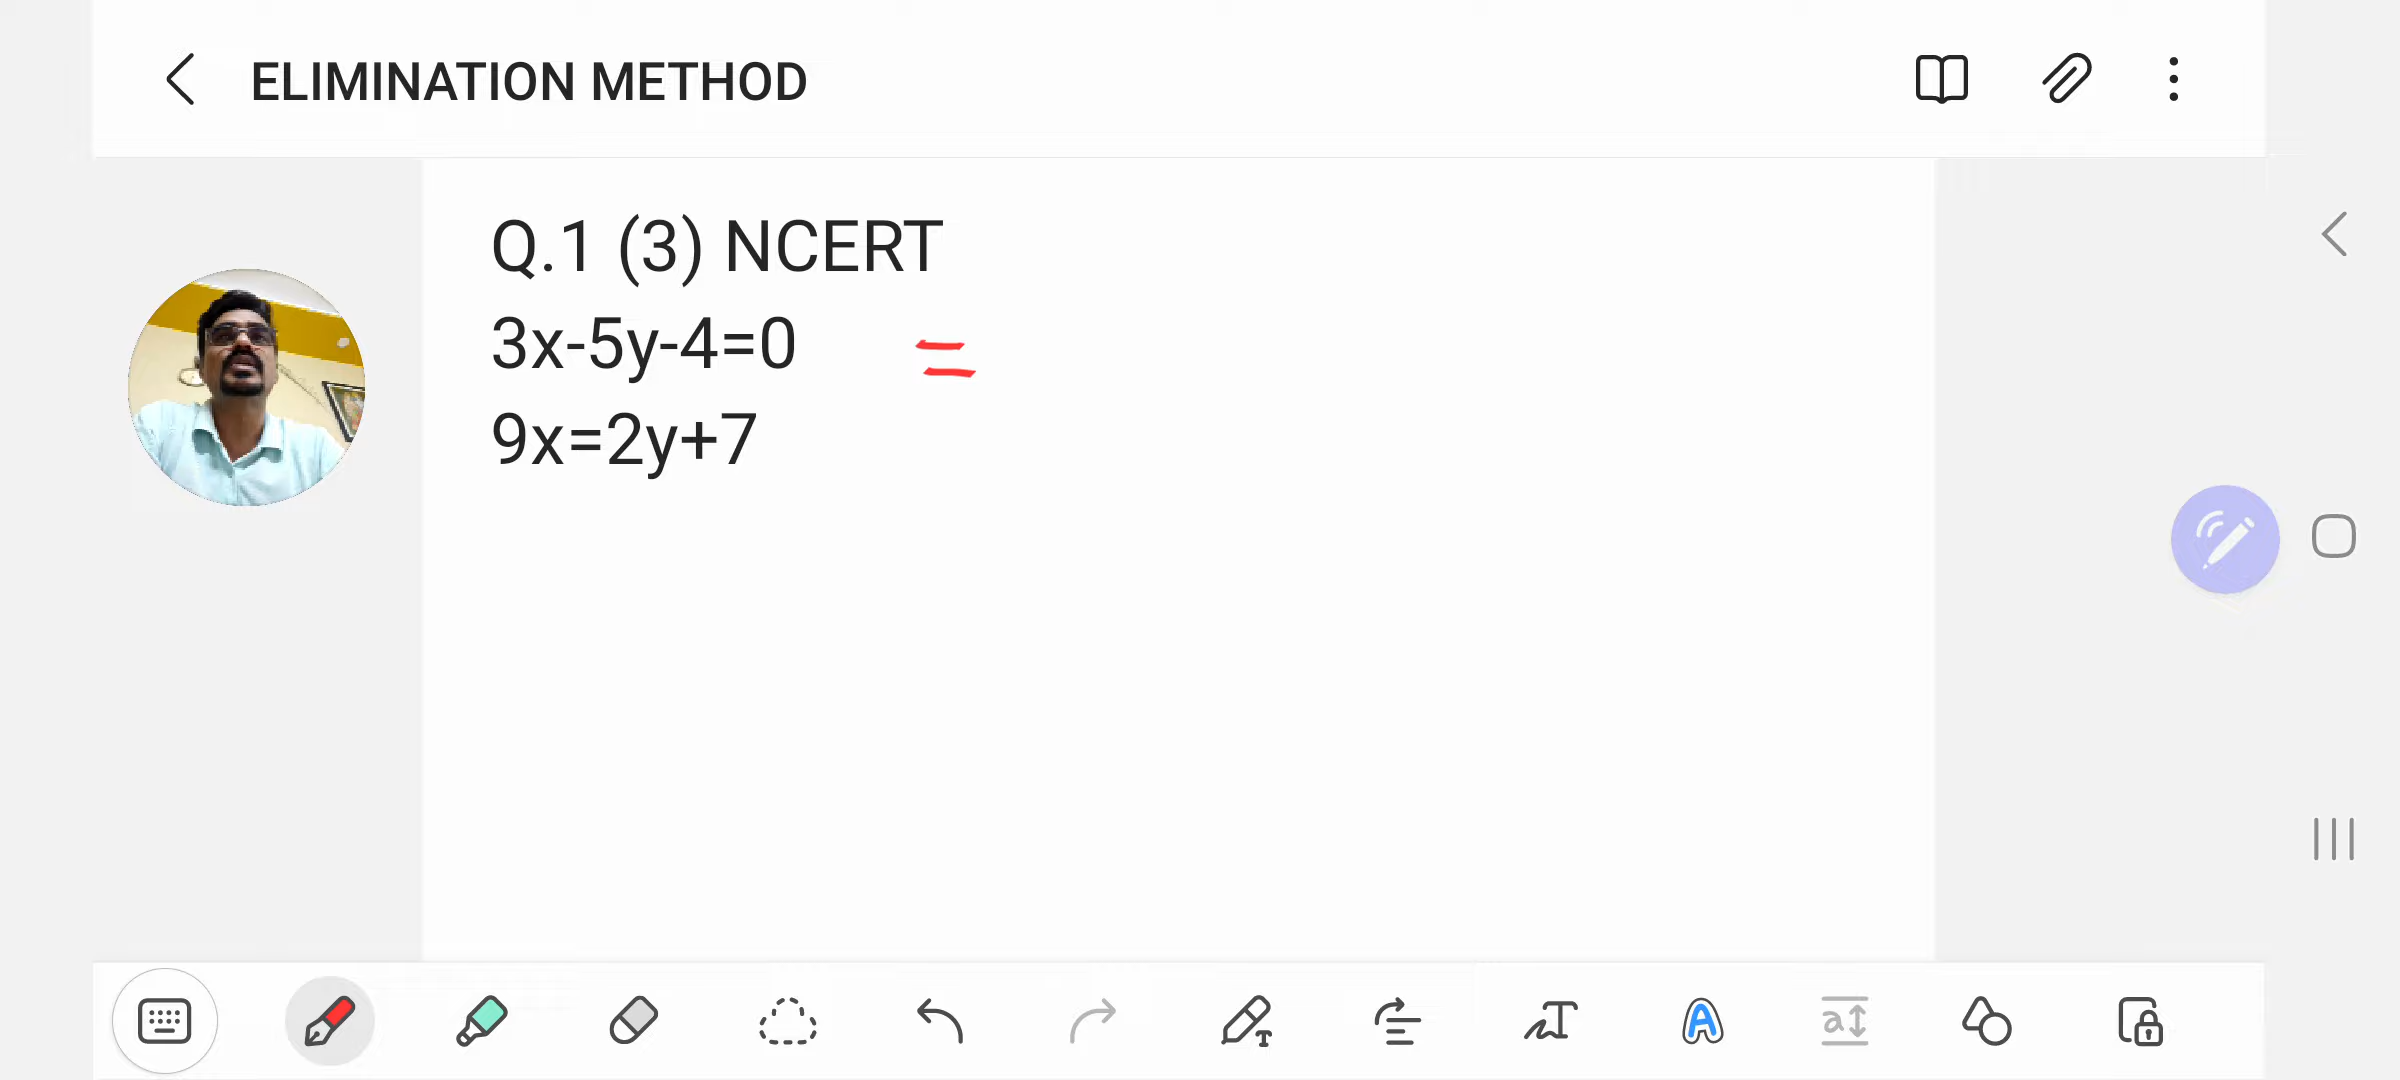 ELIMINATION METHOD
Q.1 (3) NCERT
3x-5y-4=0 =
9x=2y+7